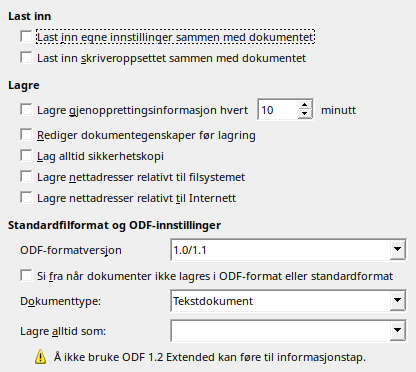 Last inn
Last inn egne innstillinger sammen med dokumentet
Last inn skriveroppsettet sammen med dokumentet
Lagre
Lagre gjenopprettingsinformasjon hvert 10 minutt
Rediger dokumentegenskaper før lagring
Lag alltid sikkerhetskopi
Lagre nettadresser relativt til filsystemet
Lagre nettadresser relativt til Internett
Standardfilformat og ODF-innstillinger
ODF-formatversjon 1.0/1.1
Si fra når dokumenter ikke lagres i ODF-format eller standardformat
Dokumenttype: Tekstdokument
Lagre alltid som:
Å ikke bruke ODF 1.2 Extended kan føre til informasjonstap.